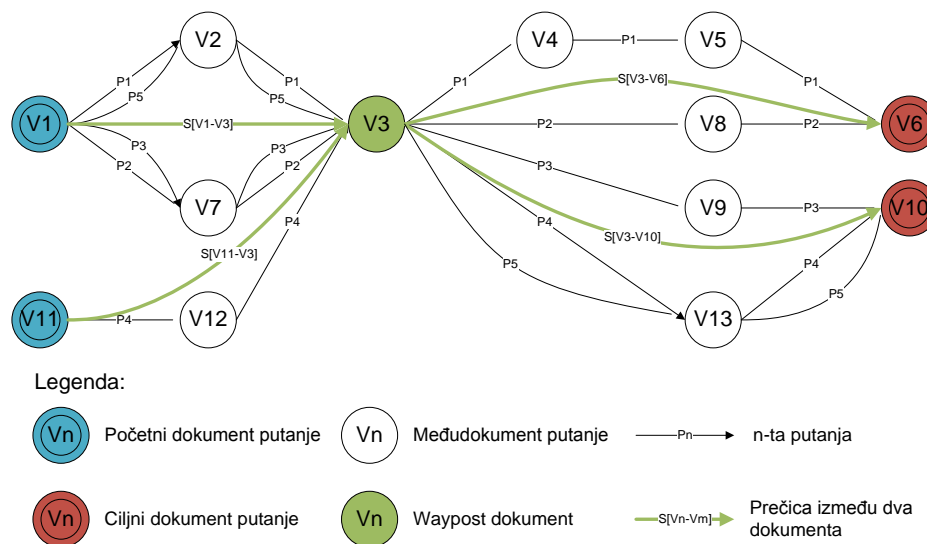 V2
V4
P1
V5
P1
P5
P1
P5
P1
P1
S[V3-V6]
V1
S[V1-V3]
V3
P2
V8
P2
V6
P3
P2
P3
P2
P3
V7
V9
P3
V10
P4
P4
S[V3-V10]
S[V11-V3]
P5
P4
P5
V11
P4
V12
V13
Legenda:
Vn
Početni dokument putanje
Vn
Međudokument putanje
Pn
n-ta putanja
Vn
Ciljni dokument putanje
Vn
Waypost dokument
S[Vn-Vm]
Prečica između dva
dokumenta